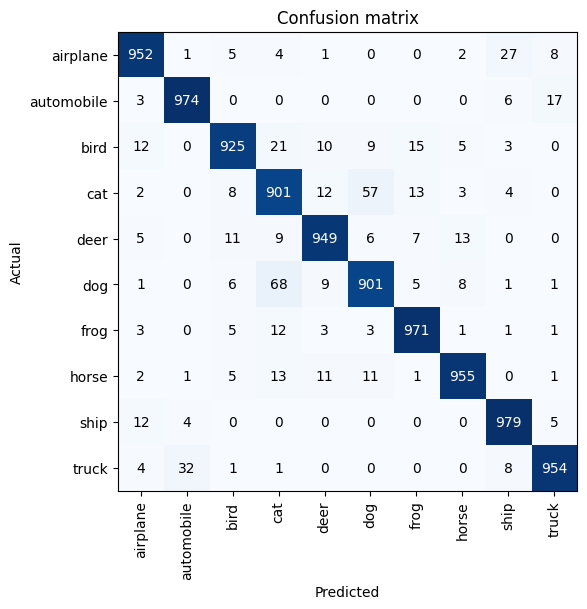 Confusion matrix
airplane 952 1 5 4 1 0 0 2 27 8
automobile 3 974 0 0 0 0 0 0 6 17
bird 12 0 925 21 10 9 15 5 3 0
cat 2 0 8 901 12 57 13 3 4 0
deer 5 0 11 9 949 6 7 13 0 0
dog 1 0 6 68 9 901 5 8 1 1
frog 3 0 5 12 3 3 971 1 1 1
horse 2 1 5 13 11 11 1 955 0 1
ship 12 4 0 0 0 0 0 0 979 5
truck 4 32 1 1 0 0 0 0 8 954
airplane automobile bird cat deer dog frog horse ship truck
Actual
Predicted